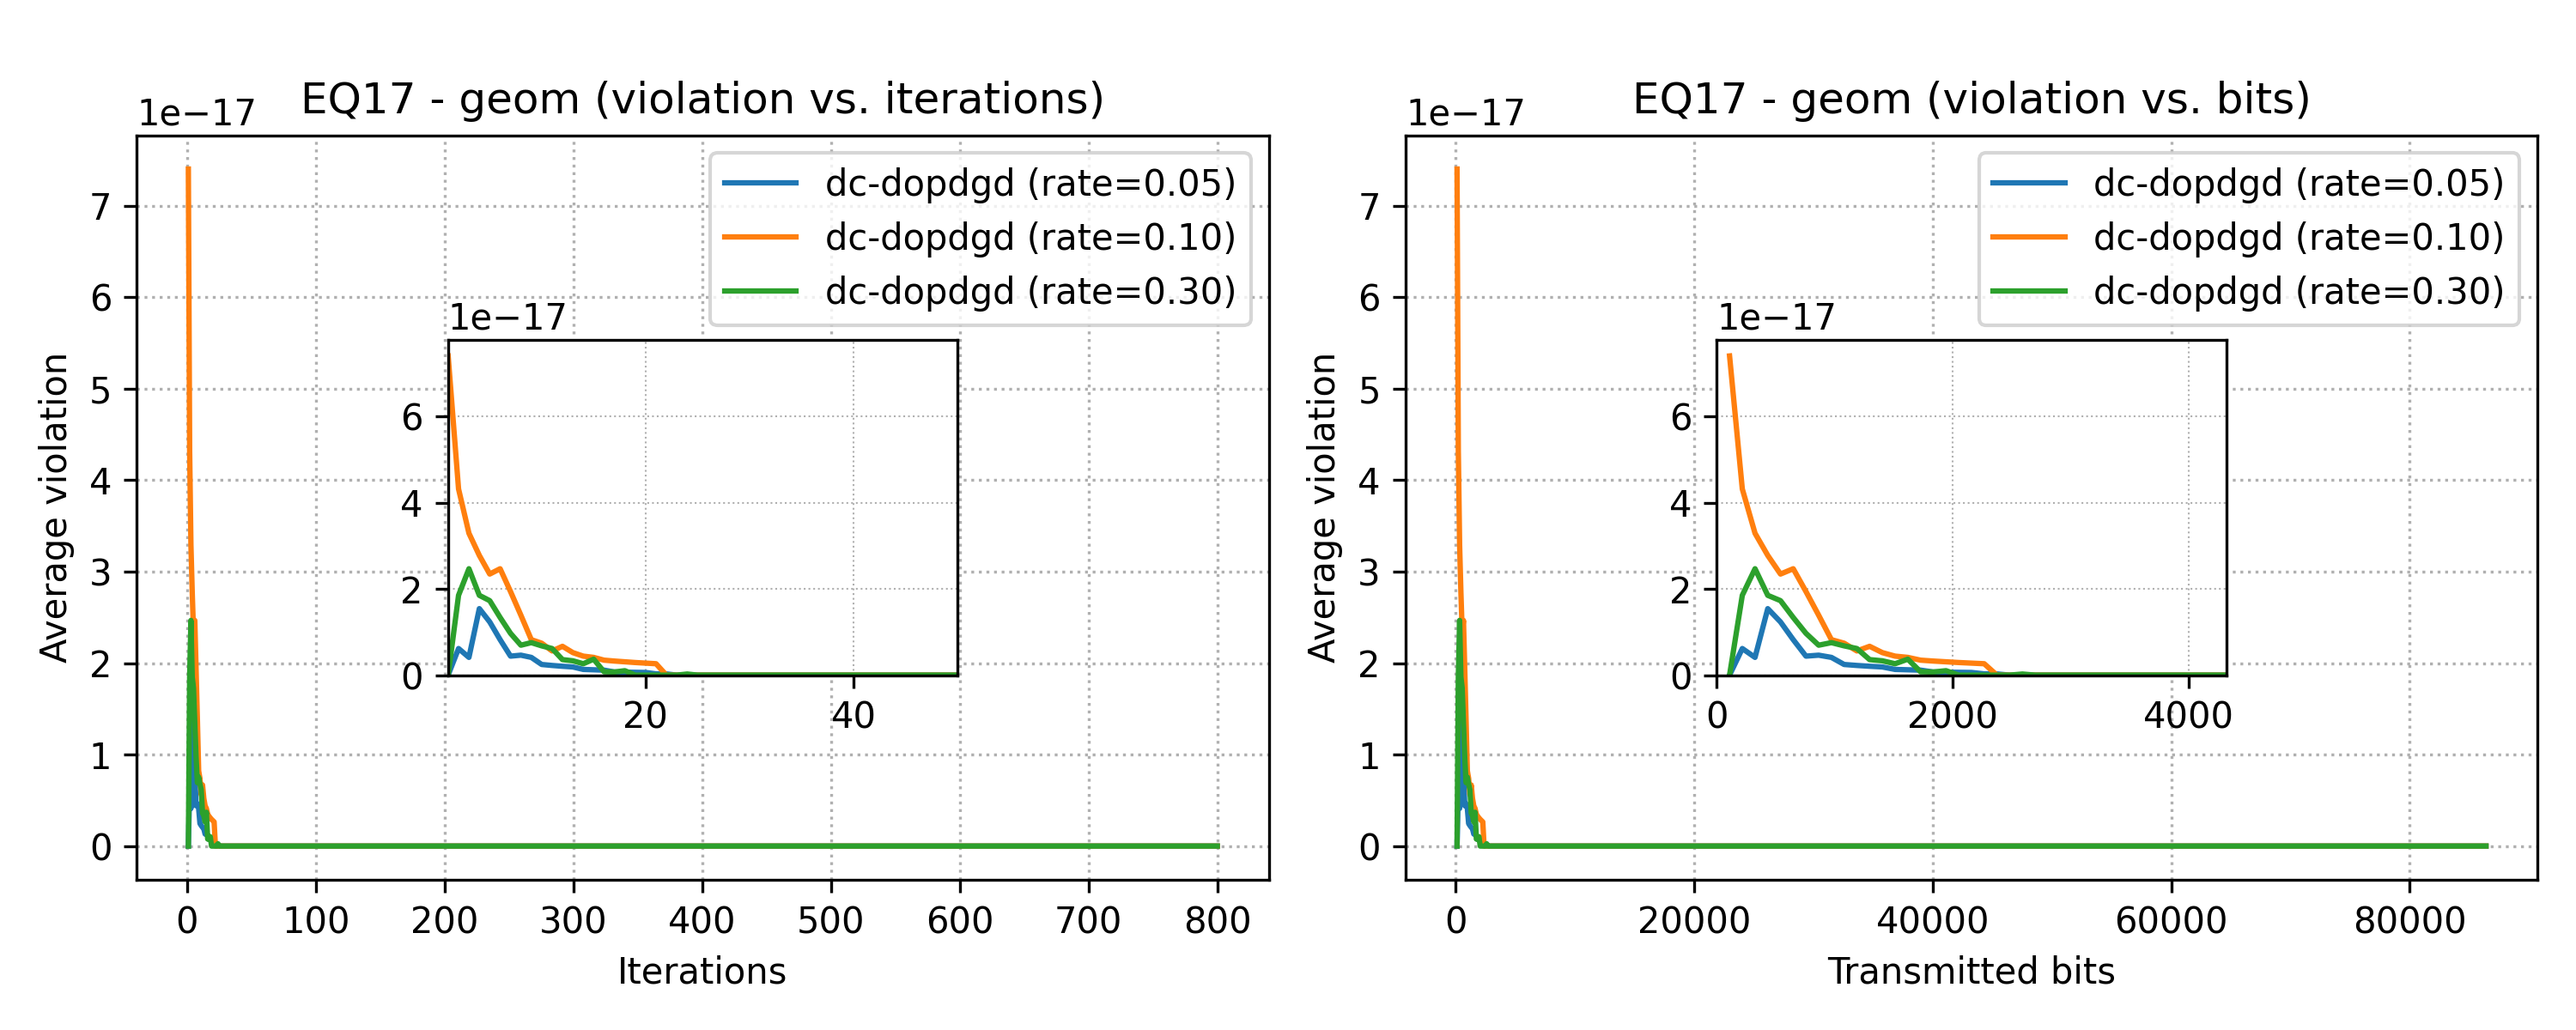 EQ17 - geom (violation vs. iterations)
1e−17
dc-dopdgd (rate=0.05)
dc-dopdgd (rate=0.10)
dc-dopdgd (rate=0.30)
Average violation
7
6
5
4
3
2
1
0
1e−17
6
4
2
0
20 40
0 100 200 300 400 500 600 700 800
Iterations
EQ17 - geom (violation vs. bits)
1e−17
dc-dopdgd (rate=0.05)
dc-dopdgd (rate=0.10)
dc-dopdgd (rate=0.30)
Average violation
7
6
5
4
3
2
1
0
1e−17
6
4
2
0
0 2000 4000
0 20000 40000 60000 80000
Transmitted bits